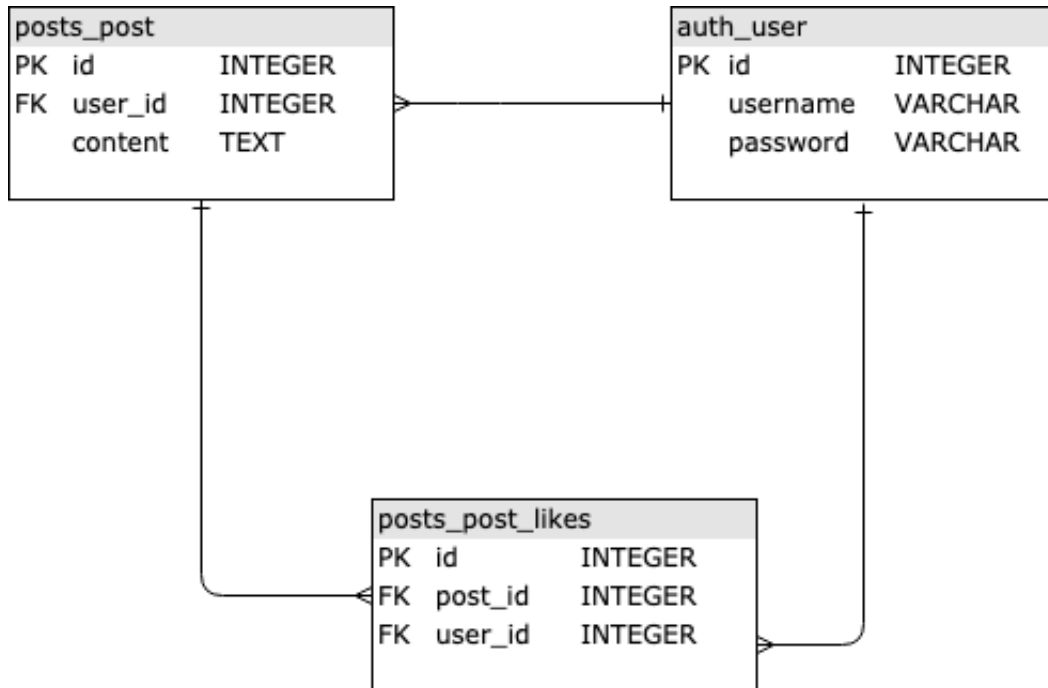 posts_post
PK id INTEGER
FK user_id INTEGER
content TEXT
auth_user
PK id INTEGER
username VARCHAR
password VARCHAR
posts_post_likes
PK id INTEGER
FK post_id INTEGER
FK user_id INTEGER